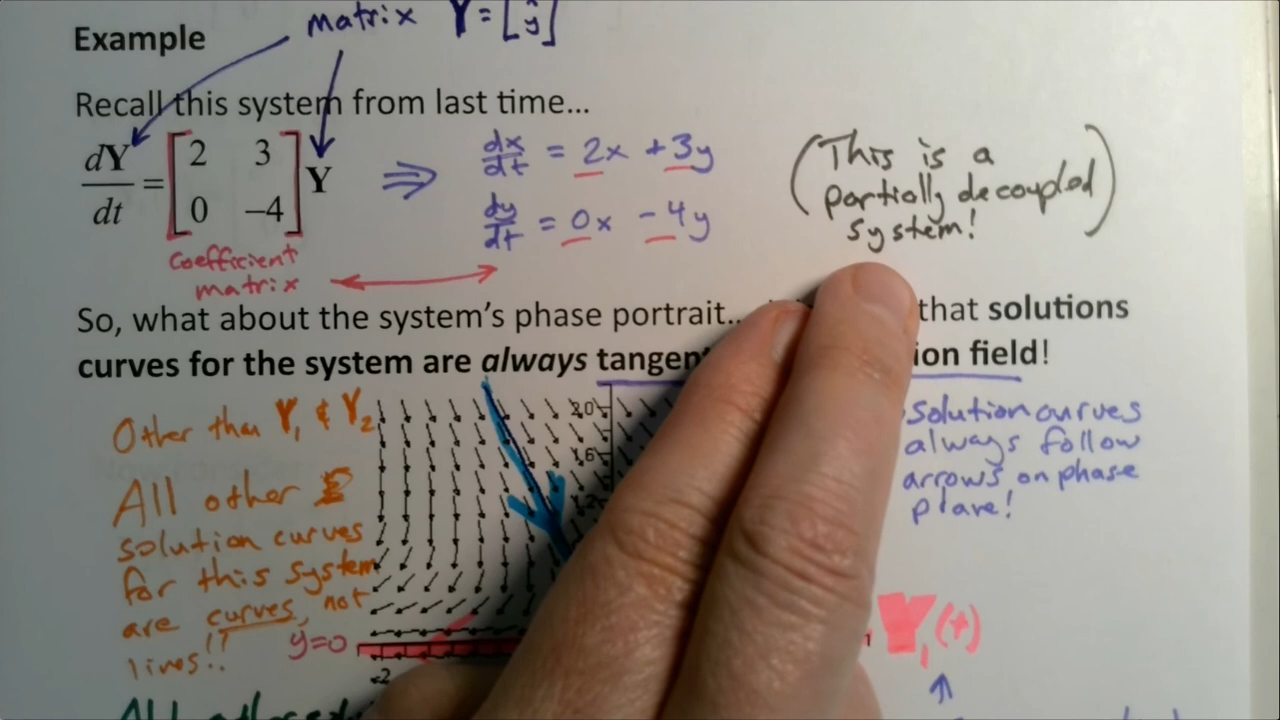 Example
matrix Y = [x y]
Recall this system from last time...
dY/dt = [2 3 0 –4] Y ⇒ dx/dt = 2x + 3y
dy/dt = 0x - 4y
(This is a
partially decoupled
system!)
coefficient
matrix
So, what about the system's phase portrait... that solutions
curves for the system are always tangent field!
Other than Y₁ & Y₂
All other
solution curves
for this system
are curves, not
lines!!
20
16
solution curves
always follow
arrows on phase
plane!
y=0
-2
Y₁(t)